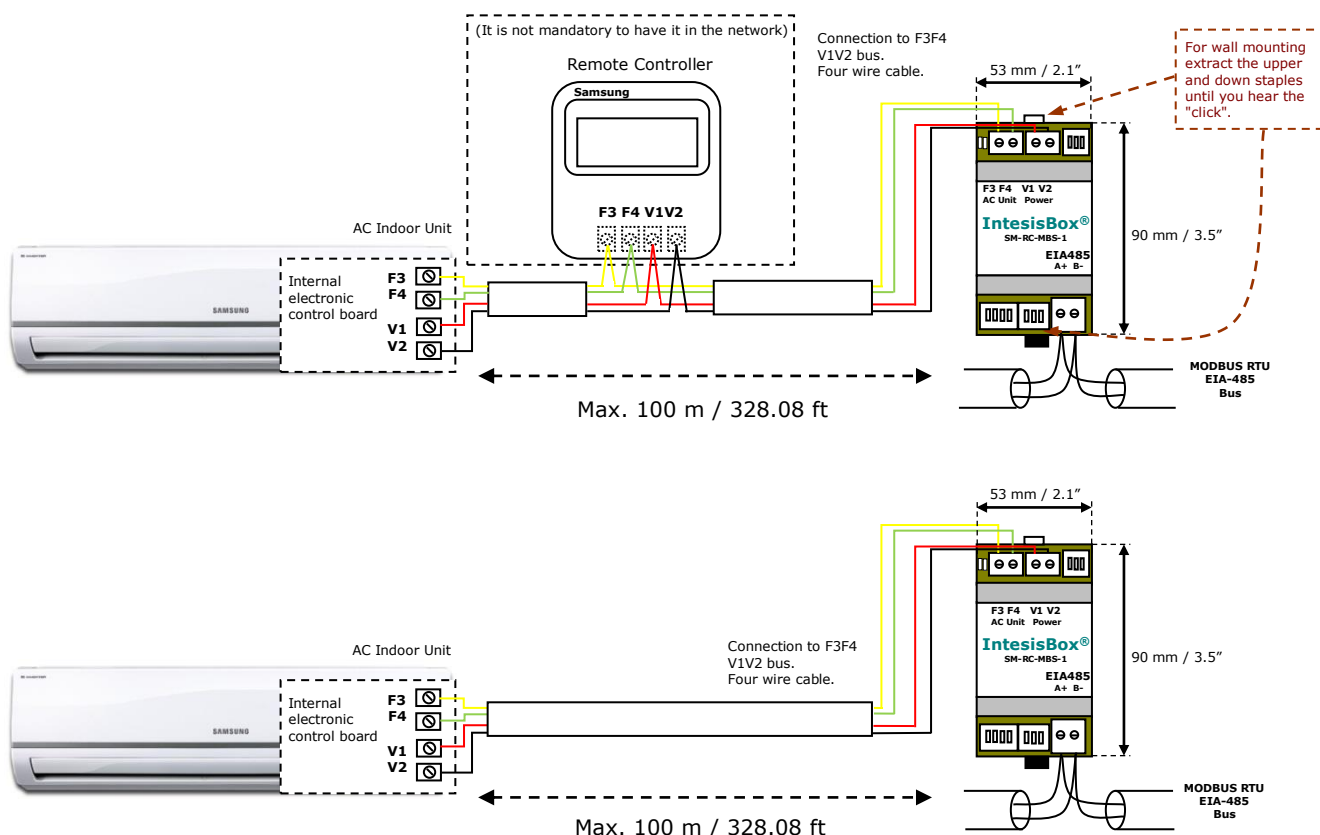 (It is not mandatory to have it in the network)
Remote Controller
Samsung
F3 F4 V1V2
Connection to F3F4
V1V2 bus.
Four wire cable.
53 mm / 2.1”
For wall mounting
extract the upper
and down staples
until you hear the
"click".
AC Indoor Unit
Internal
electronic
control board
F3
F4
V1
V2
SAMSUNG
F3 F4 V1 V2
AC Unit Power
IntesisBox®
SM-RC-MBS-1
EIA485
A+ B-
90 mm / 3.5”
MODBUS RTU
EIA-485
Bus
Max. 100 m / 328.08 ft
53 mm / 2.1”
AC Indoor Unit
Internal
electronic
control board
F3
F4
V1
V2
SAMSUNG
Connection to F3F4
V1V2 bus.
Four wire cable.
F3 F4 V1 V2
AC Unit Power
IntesisBox®
SM-RC-MBS-1
EIA485
A+ B-
90 mm / 3.5”
MODBUS RTU
EIA-485
Bus
Max. 100 m / 328.08 ft